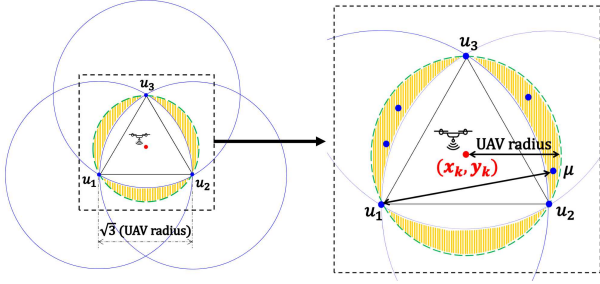 u₃
u₁
u₂
√3 (UAV radius)
u₃
UAV radius
(xₖ, yₖ)
μ
u₁
u₂